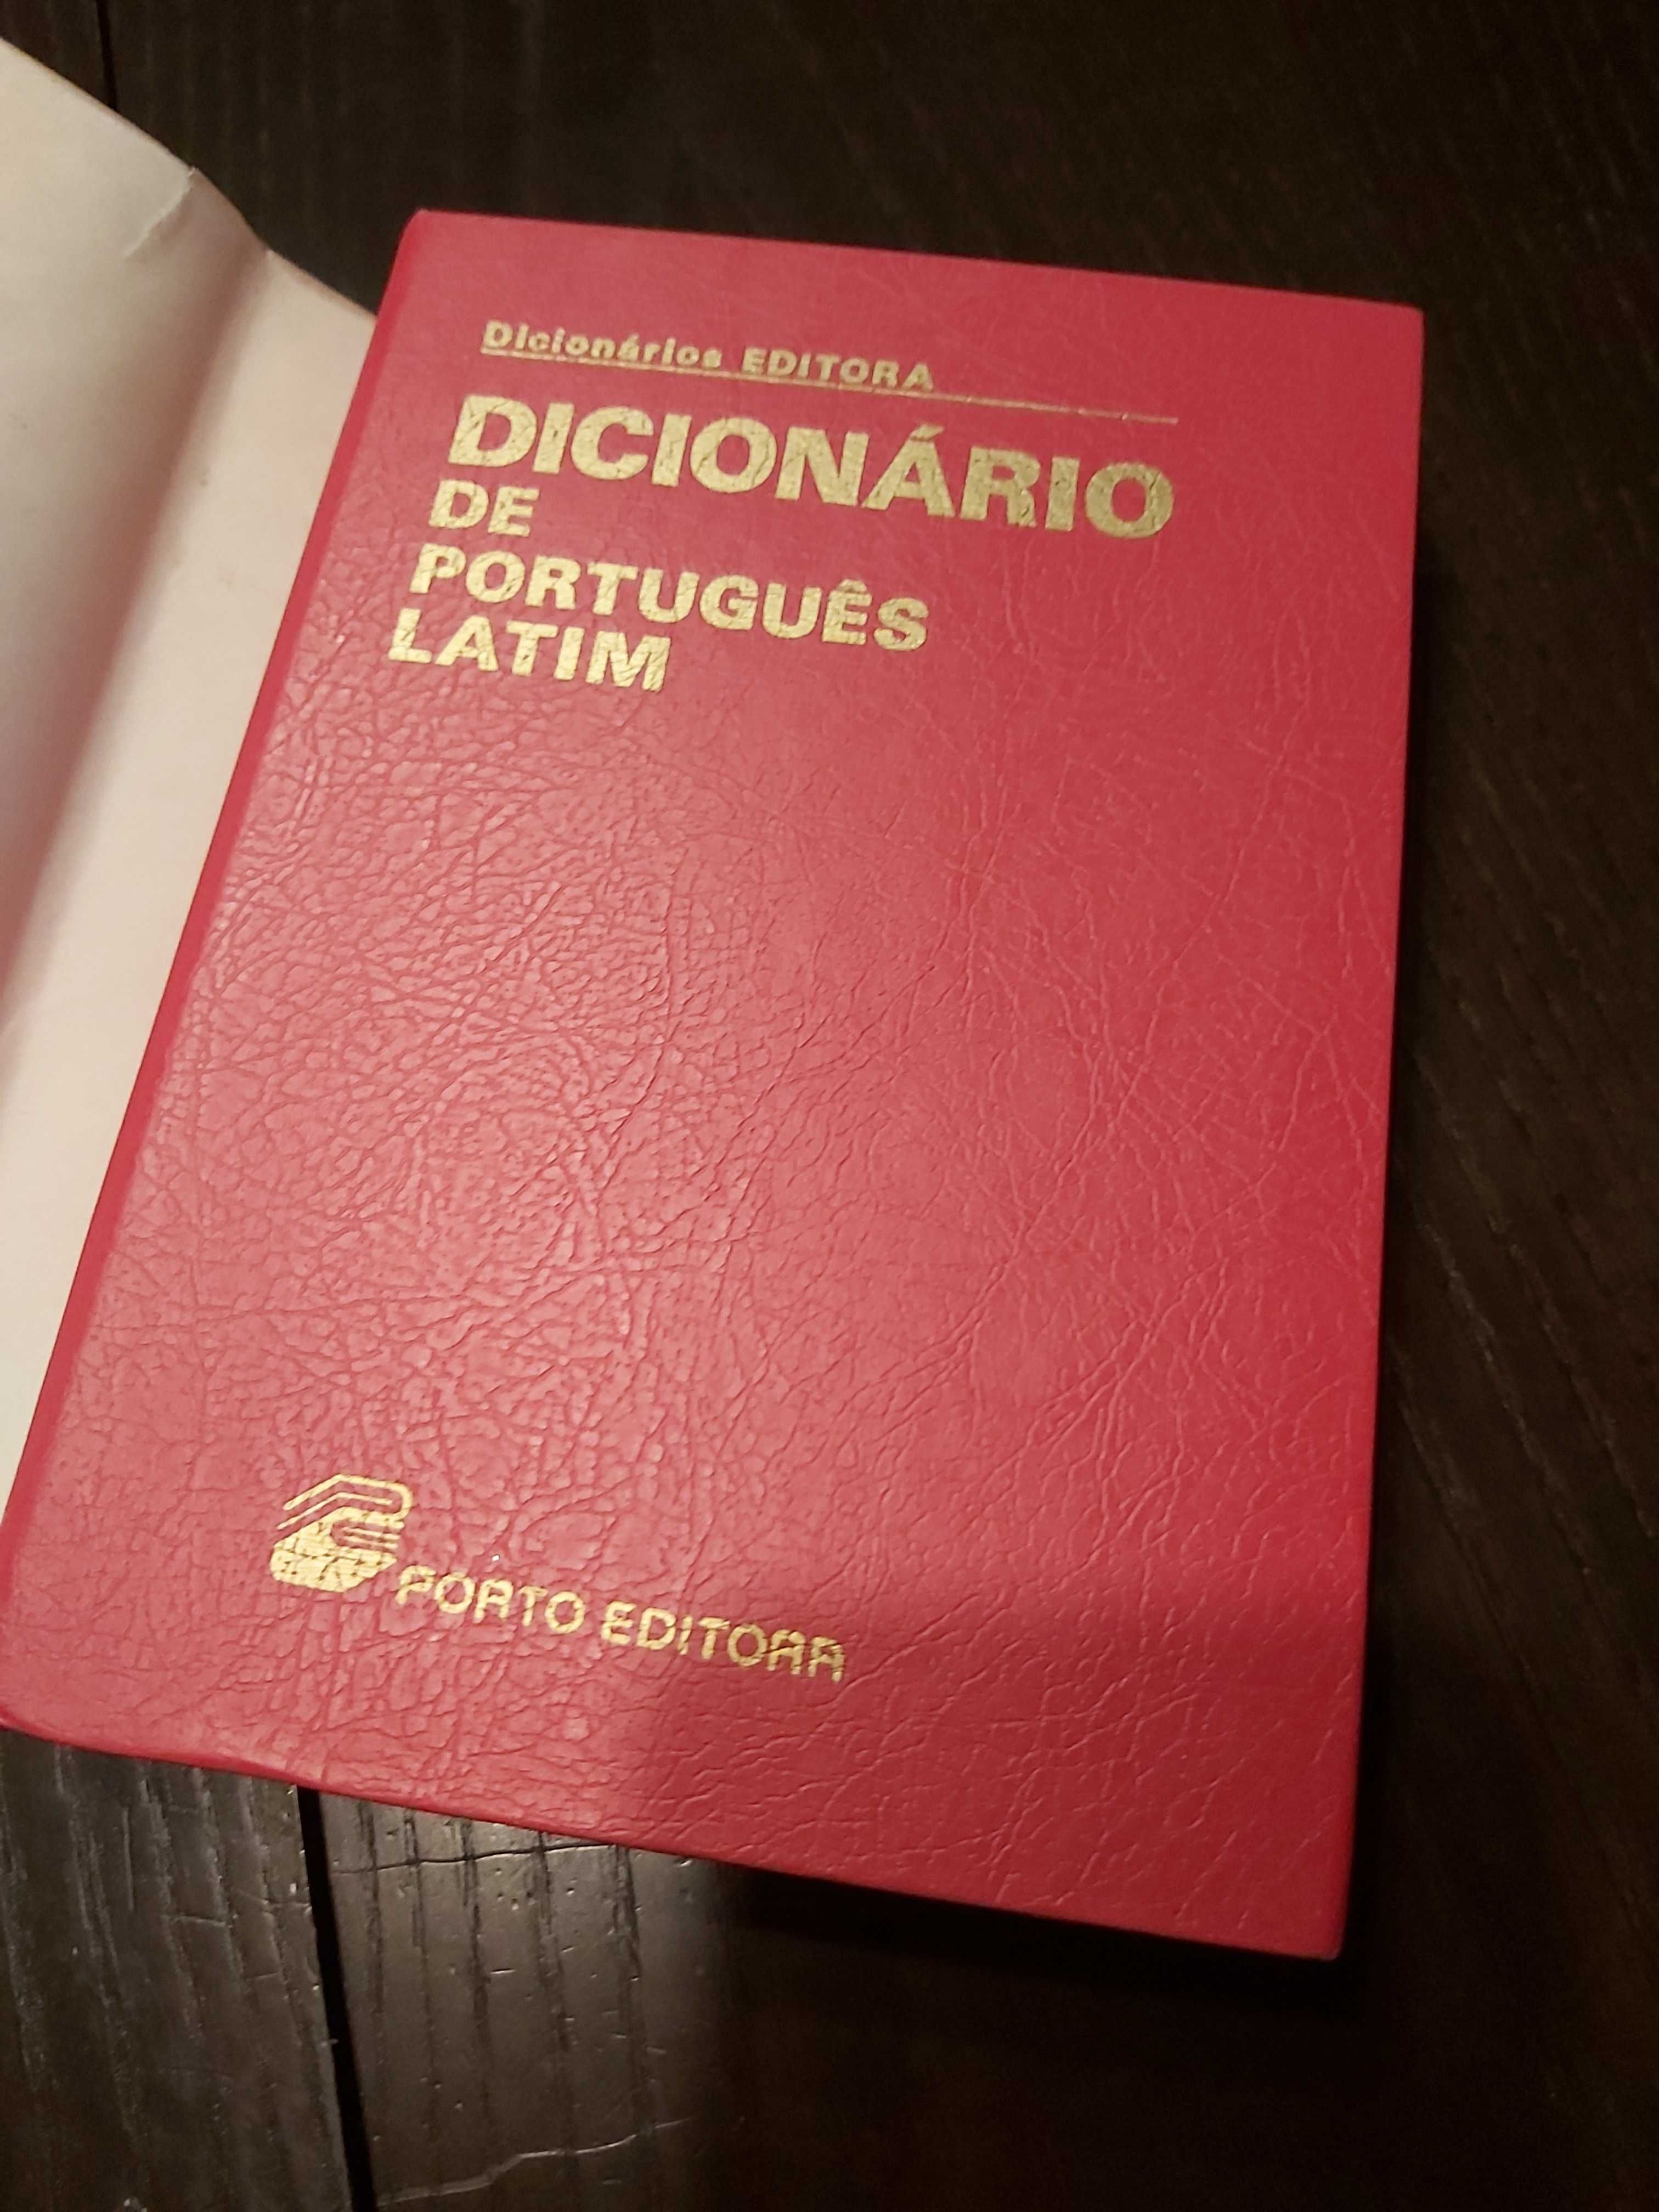 Dicionários EDITORA
DICIONÁRIO
DE
PORTUGUÊS
LATIM
PORTO EDITORA